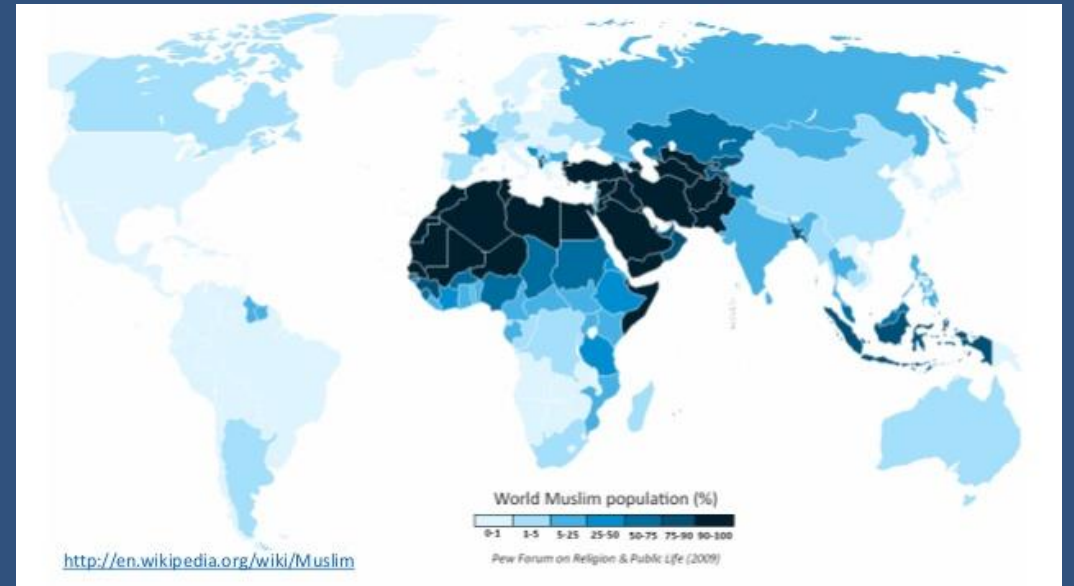 World Muslim population (%)
0-1 1-5 5-25 25-50 50-75 75-90 90-100
http://en.wikipedia.org/wiki/Muslim
Pew Forum on Religion & Public Life (2009)